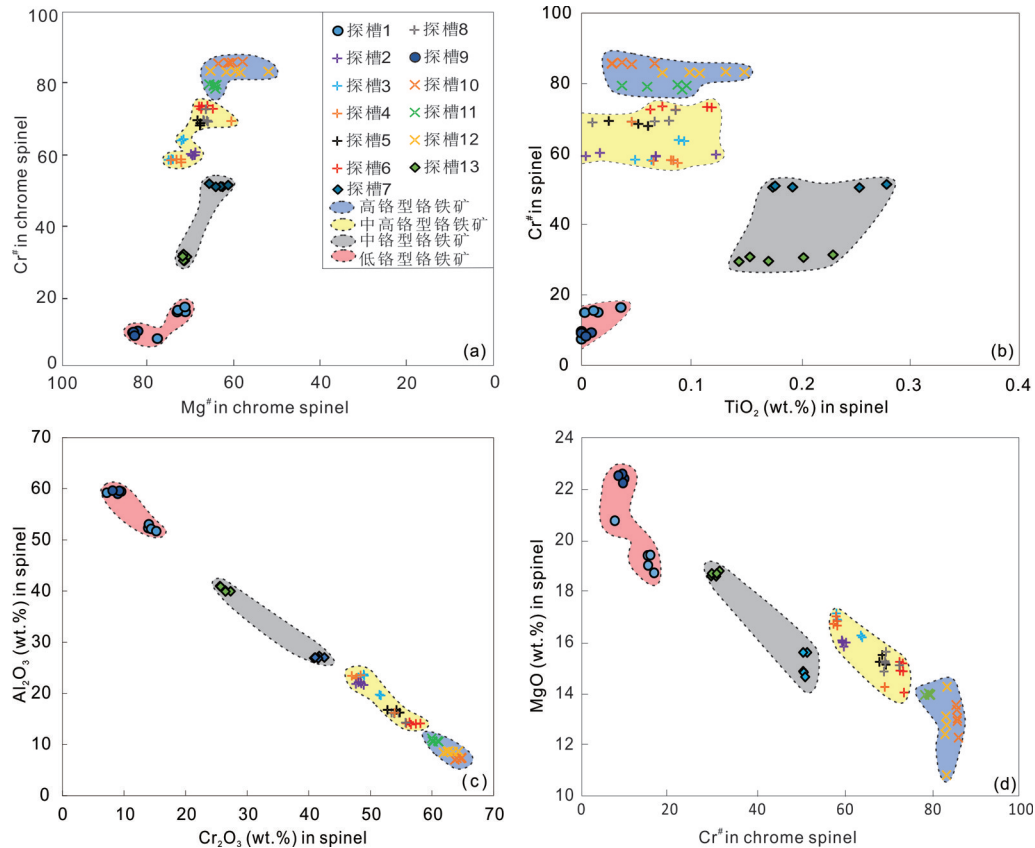 100
80
60
40
20
0
100
80
60
40
20
0
Cr# in chrome spinel
Mg# in chrome spinel
(a)
探槽1
探槽2
探槽3
探槽4
探槽5
探槽6
探槽7
探槽8
探槽9
探槽10
探槽11
探槽12
探槽13
高铬型铬铁矿
中高铬型铬铁矿
中铬型铬铁矿
低铬型铬铁矿
100
80
60
40
20
0
0
0.1
0.2
0.3
0.4
Cr# in spinel
TiO₂ (wt.%) in spinel
(b)
70
60
50
40
30
20
10
0
0
10
20
30
40
50
60
70
Al₂O₃ (wt.%) in spinel
Cr₂O₃ (wt.%) in spinel
(c)
24
22
20
18
16
14
12
10
0
20
40
60
80
100
MgO (wt.%) in spinel
Cr# in chrome spinel
(d)